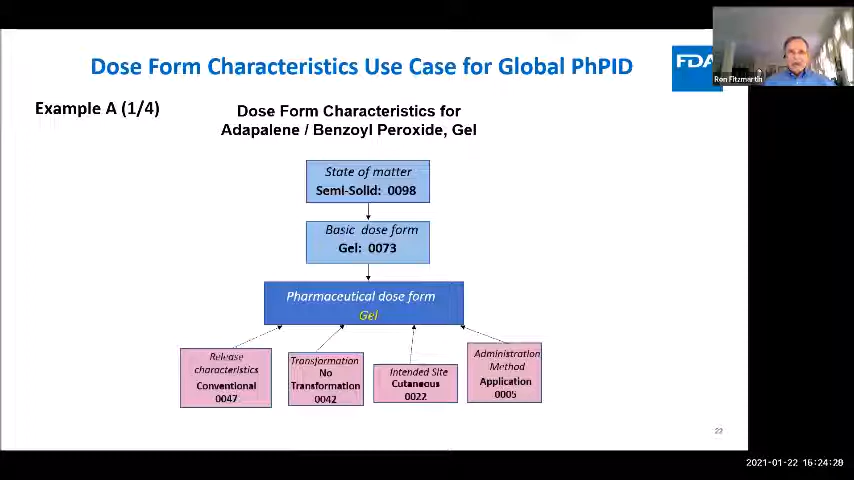 Dose Form Characteristics Use Case for Global PhPID
FDA
Ron Fitzmartin
Example A (1/4)
Dose Form Characteristics for
Adapalene / Benzoyl Peroxide, Gel
State of matter
Semi-Solid: 0098
Basic dose form
Gel: 0073
Pharmaceutical dose form
Gel
Release
characteristics
Conventional
0047
Transformation
No
Transformation
0042
Intended Site
Cutaneous
0022
Administration
Method
Application
0005
22
2021-01-22 16:24:28